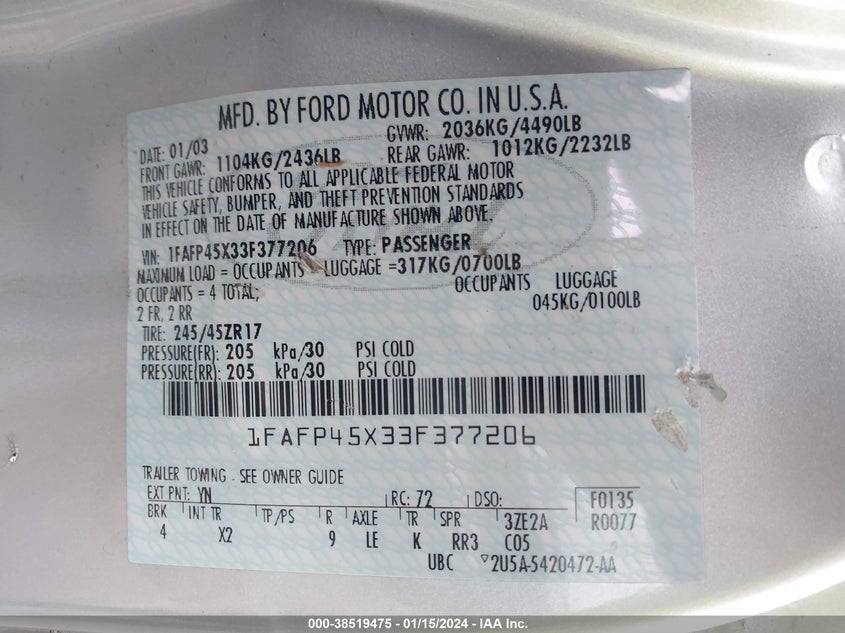 MFD. BY FORD MOTOR CO. IN U.S.A.
DATE: 01/03 GVWR: 2036KG/4490LB
FRONT GAWR: 1104KG/2436LB REAR GAWR: 1012KG/2232LB
THIS VEHICLE CONFORMS TO ALL APPLICABLE FEDERAL MOTOR
VEHICLE SAFETY, BUMPER, AND THEFT PREVENTION STANDARDS
IN EFFECT ON THE DATE OF MANUFACTURE SHOWN ABOVE.
VIN: 1FAFP45X33F377206 TYPE: PASSENGER
MAXIMUM LOAD = OCCUPANTS LUGGAGE =317KG/0700LB
OCCUPANTS = 4 TOTAL; OCCUPANTS LUGGAGE
2 FR, 2 RR 045KG/0100LB
TIRE: 245/45ZR17
PRESSURE(FR): 205 kPa/30 PSI COLD
PRESSURE(RR): 205 kPa/30 PSI COLD
1FAFP45X33F377206
TRAILER TOWING - SEE OWNER GUIDE
EXT PNT: YN RC: 72 DSO: F0135
BRK INT TR TP/PS R AXLE TR SPR 3ZE2A R0077
4 X2 9 LE K RR3 C05
UBC ▽2U5A-5420472-AA
000-38519475 - 01/15/2024 - IAA Inc.